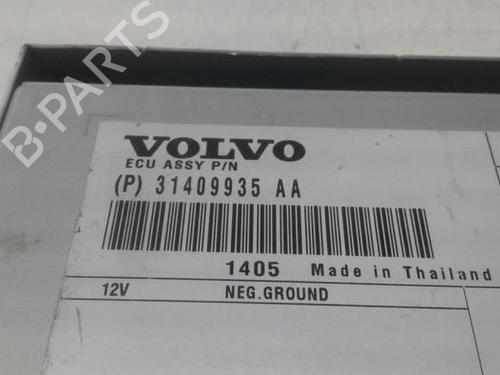 VOLVO
ECU ASSY P/N
(P) 31409935 AA
1405 Made in Thailand
12V NEG.GROUND
B-PARTS